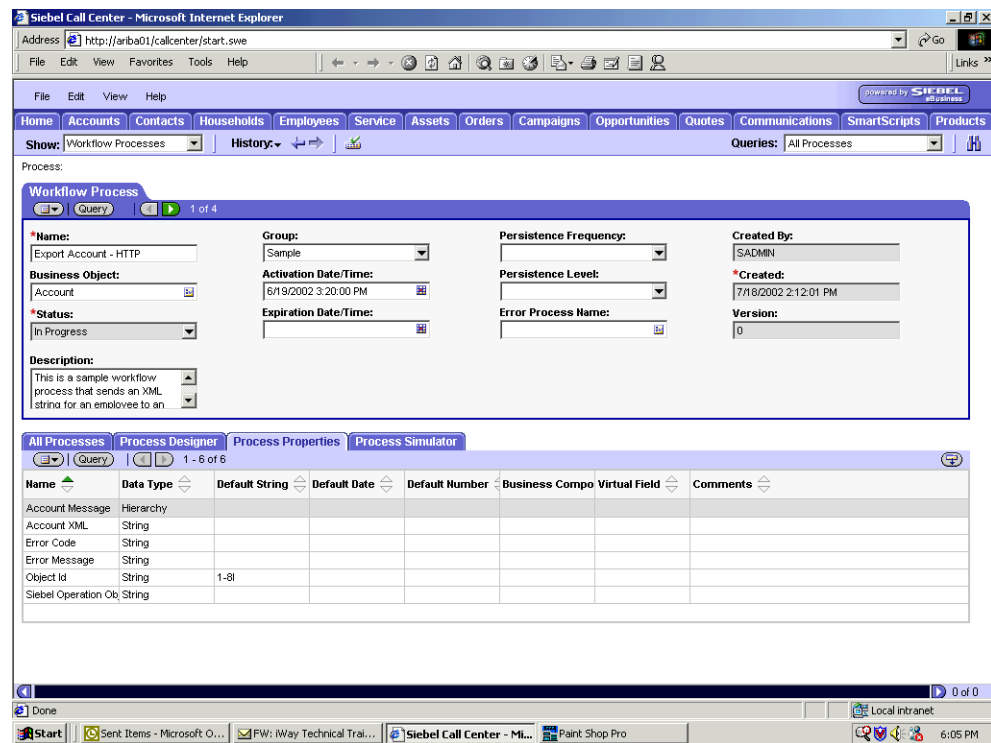 Siebel Call Center - Microsoft Internet Explorer
Address http://ariba01/callcenter/start.swe Go
File Edit View Favorites Tools Help Links »
File Edit View Help powered by SIEBEL eBusiness
Home Accounts Contacts Households Employees Service Assets Orders Campaigns Opportunities Quotes Communications SmartScripts Products
Show: Workflow Processes History: Queries: All Processes
Process:
Workflow Process
Query 1 of 4
*Name: Group: Persistence Frequency: Created By:
Export Account - HTTP Sample SADMIN
Business Object: Activation Date/Time: Persistence Level: *Created:
Account 6/19/2002 3:20:00 PM 7/18/2002 2:12:01 PM
*Status: Expiration Date/Time: Error Process Name: Version:
In Progress 0
Description:
This is a sample workflow
process that sends an XML
string for an employee to an
All Processes Process Designer Process Properties Process Simulator
Query 1 - 6 of 6
Name Data Type Default String Default Date Default Number Business Compo Virtual Field Comments
Account Message Hierarchy
Account XML String
Error Code String
Error Message String
Object Id String 1-8I
Siebel Operation Ob String
0 of 0
Done Local intranet
Start Sent Items - Microsoft O... FW: iWay Technical Trai... Siebel Call Center - Mi... Paint Shop Pro 6:05 PM